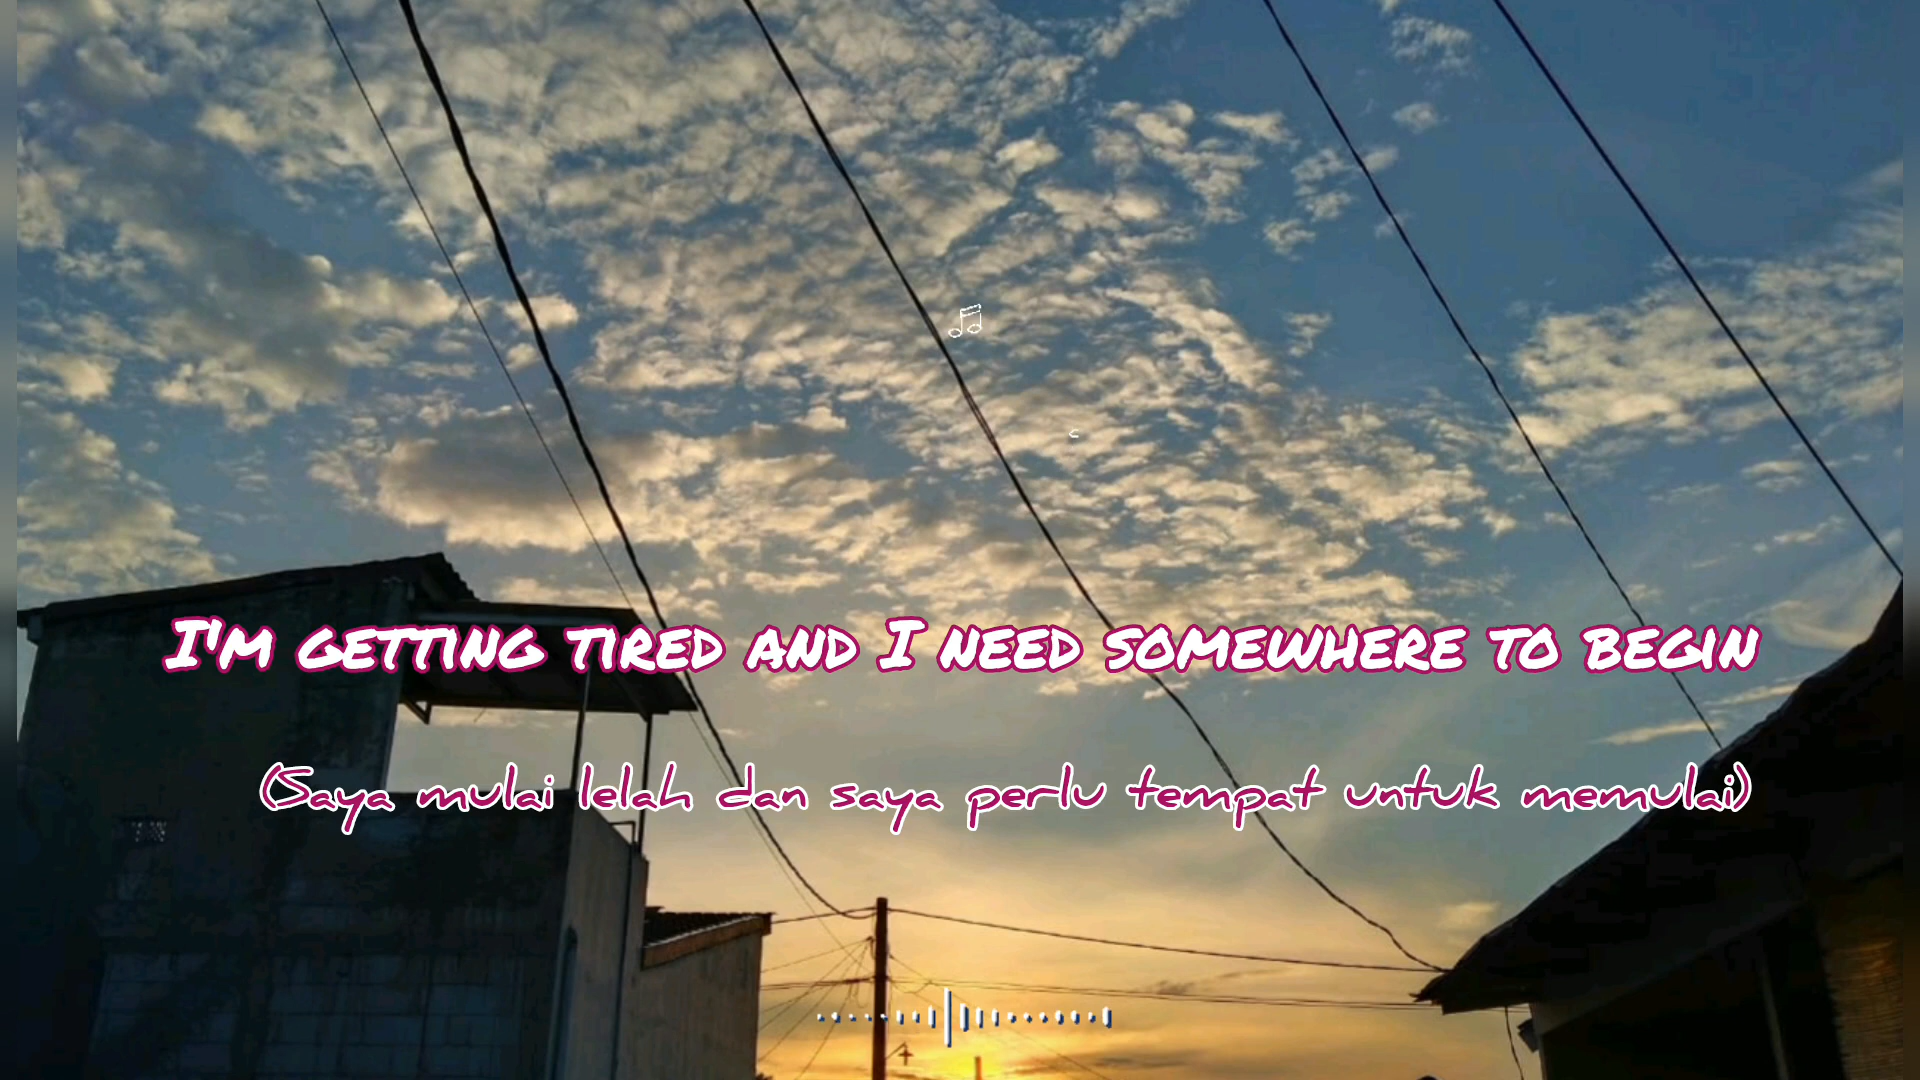 I'm getting tired and I need somewhere to begin
(Saya mulai lelah dan saya perlu tempat untuk memulai)